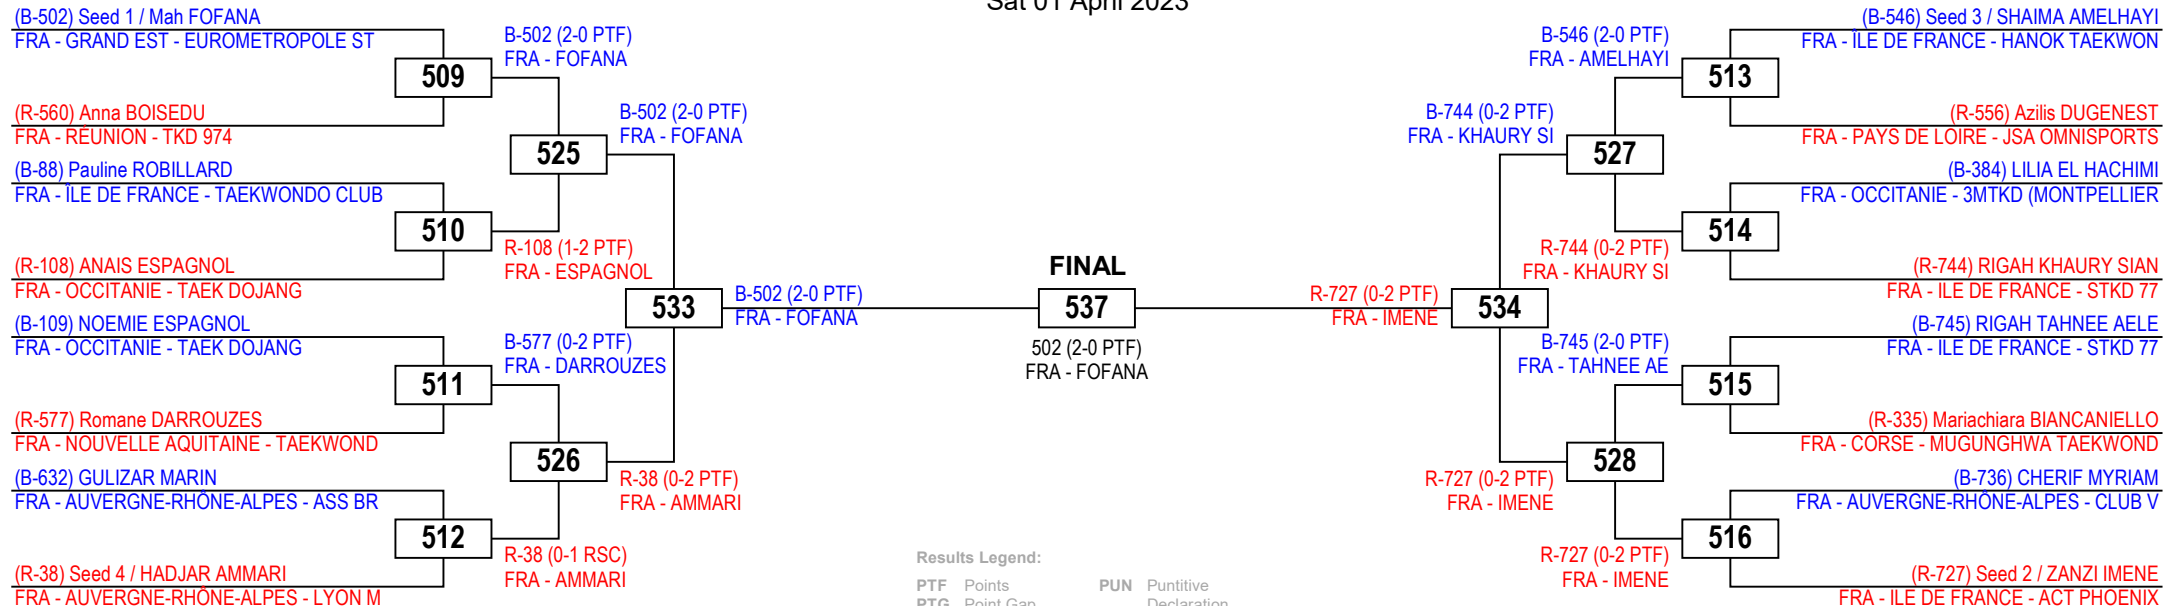 Sat 01 April 2023
(B-502) Seed 1 / Mah FOFANA
FRA - GRAND EST - EUROMETROPOLE ST
509
(R-560) Anna BOISEDU
FRA - RÉUNION - TKD 974
B-502 (2-0 PTF)
FRA - FOFANA
525
(B-88) Pauline ROBILLARD
FRA - ÎLE DE FRANCE - TAEKWONDO CLUB
510
(R-108) ANAIS ESPAGNOL
FRA - OCCITANIE - TAEK DOJANG
R-108 (1-2 PTF)
FRA - ESPAGNOL
B-502 (2-0 PTF)
FRA - FOFANA
533
(B-109) NOEMIE ESPAGNOL
FRA - OCCITANIE - TAEK DOJANG
511
(R-577) Romane DARROUZES
FRA - NOUVELLE AQUITAINE - TAEKWOND
B-577 (0-2 PTF)
FRA - DARROUZES
526
(B-632) GULIZAR MARIN
FRA - AUVERGNE-RHÔNE-ALPES - ASS BR
512
(R-38) Seed 4 / HADJAR AMMARI
FRA - AUVERGNE-RHÔNE-ALPES - LYON M
R-38 (0-1 RSC)
FRA - AMMARI
R-38 (0-2 PTF)
FRA - AMMARI
B-502 (2-0 PTF)
FRA - FOFANA
FINAL
537
502 (2-0 PTF)
FRA - FOFANA
R-727 (0-2 PTF)
FRA - IMENE
534
B-744 (0-2 PTF)
FRA - KHAURY SI
527
B-546 (2-0 PTF)
FRA - AMELHAYI
513
(B-546) Seed 3 / SHAIMA AMELHAYI
FRA - ÎLE DE FRANCE - HANOK TAEKWON
(R-556) Azilis DUGENEST
FRA - PAYS DE LOIRE - JSA OMNISPORTS
R-744 (0-2 PTF)
FRA - KHAURY SI
514
(B-384) LILIA EL HACHIMI
FRA - OCCITANIE - 3MTKD (MONTPELLIER
(R-744) RIGAH KHAURY SIAN
FRA - ILE DE FRANCE - STKD 77
R-727 (0-2 PTF)
FRA - IMENE
528
B-745 (2-0 PTF)
FRA - TAHNEE AE
515
(B-745) RIGAH TAHNEE AELE
FRA - ILE DE FRANCE - STKD 77
(R-335) Mariachiara BIANCANIELLO
FRA - CORSE - MUGUNGHWA TAEKWOND
R-727 (0-2 PTF)
FRA - IMENE
516
(B-736) CHERIF MYRIAM
FRA - AUVERGNE-RHÔNE-ALPES - CLUB V
(R-727) Seed 2 / ZANZI IMENE
FRA - ILE DE FRANCE - ACT PHOENIX
Results Legend:
PTF Points PUN Puntitive
PTG Point Gap Declaration